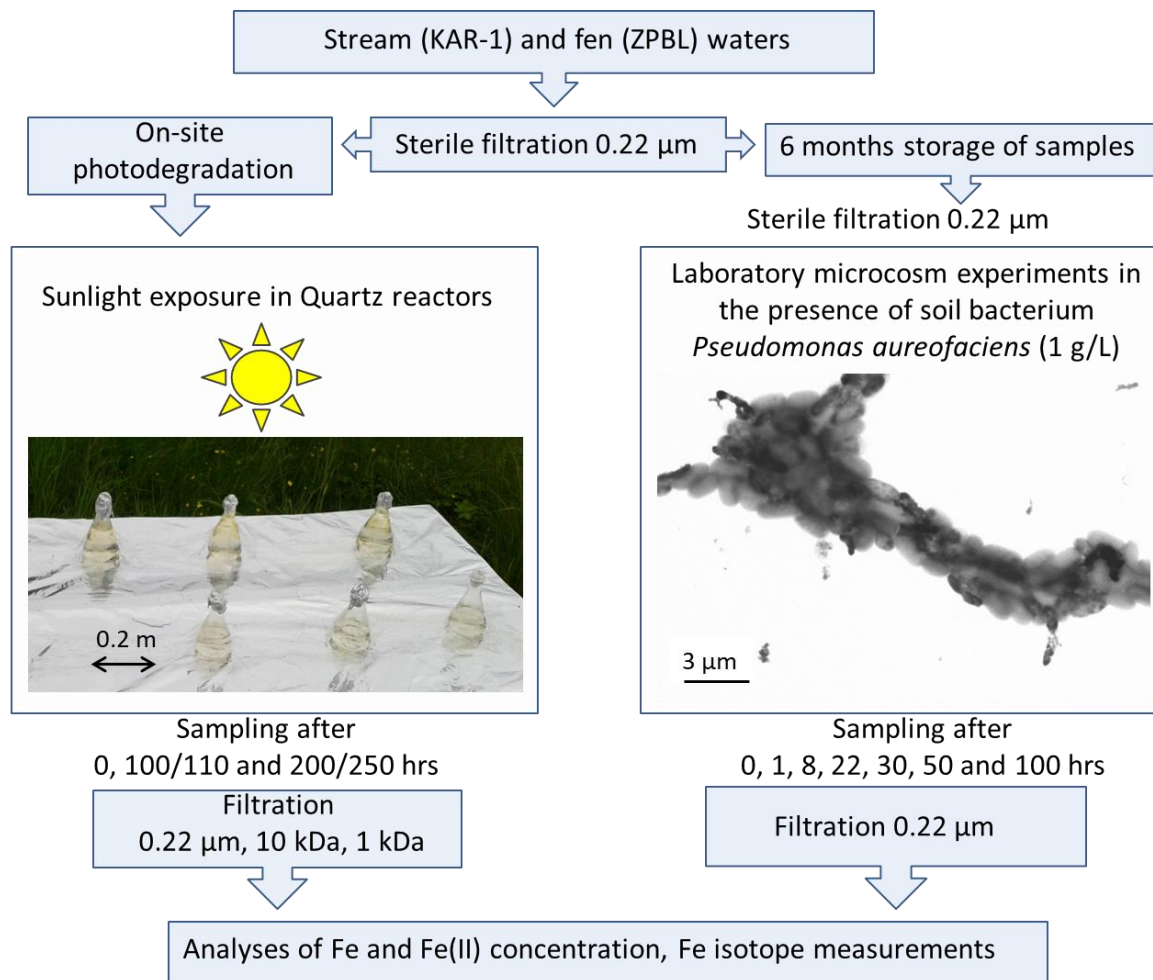 Stream (KAR-1) and fen (ZPBL) waters
On-site
photodegradation
Sterile filtration 0.22 µm
6 months storage of samples
Sterile filtration 0.22 µm
Sunlight exposure in Quartz reactors
0.2 m
Sampling after
0, 100/110 and 200/250 hrs
Filtration
0.22 µm, 10 kDa, 1 kDa
Laboratory microcosm experiments in
the presence of soil bacterium
Pseudomonas aureofaciens (1 g/L)
3 µm
Sampling after
0, 1, 8, 22, 30, 50 and 100 hrs
Filtration 0.22 µm
Analyses of Fe and Fe(II) concentration, Fe isotope measurements